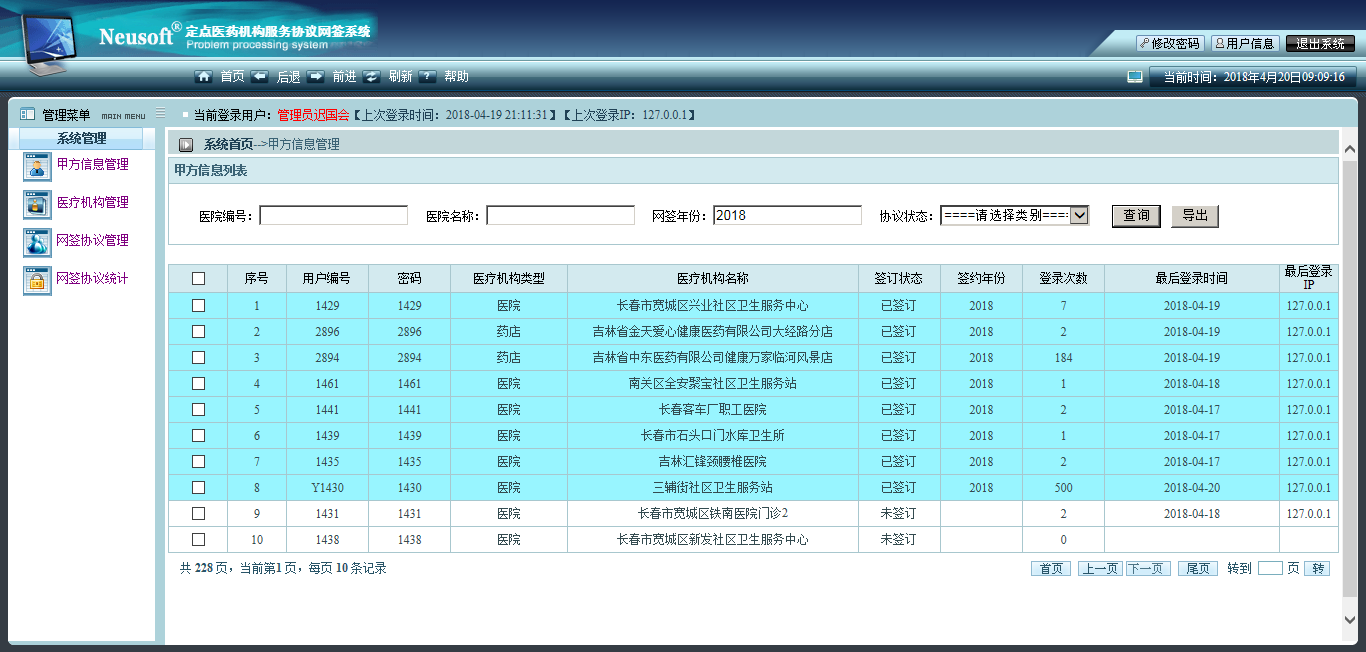 Neusoft® 定点医药机构服务协议网签系统
Problem processing system
修改密码 用户信息 退出系统
首页 后退 前进 刷新 ? 帮助
当前时间：2018年4月20日09:09:16
管理菜单 MAIN MENU
当前登录用户：管理员迟国会【上次登录时间：2018-04-19 21:11:31】【上次登录IP：127.0.0.1】
系统管理
甲方信息管理
医疗机构管理
网签协议管理
网签协议统计
系统首页-->甲方信息管理
甲方信息列表
医院编号： 医院名称： 网签年份：2018 协议状态：====请选择类别==== 查询 导出
序号 用户编号 密码 医疗机构类型 医疗机构名称 签订状态 签约年份 登录次数 最后登录时间 最后登录IP
1 1429 1429 医院 长春市宽城区兴业社区卫生服务中心 已签订 2018 7 2018-04-19 127.0.0.1
2 2896 2896 药店 吉林省金天爱心健康医药有限公司大经路分店 已签订 2018 2 2018-04-19 127.0.0.1
3 2894 2894 药店 吉林省中东医药有限公司健康万家临河风景店 已签订 2018 184 2018-04-19 127.0.0.1
4 1461 1461 医院 南关区全安聚宝社区卫生服务站 已签订 2018 1 2018-04-18 127.0.0.1
5 1441 1441 医院 长春客车厂职工医院 已签订 2018 2 2018-04-17 127.0.0.1
6 1439 1439 医院 长春市石头口门水库卫生所 已签订 2018 1 2018-04-17 127.0.0.1
7 1435 1435 医院 吉林汇锋颈腰椎医院 已签订 2018 2 2018-04-17 127.0.0.1
8 Y1430 1430 医院 三辅街社区卫生服务站 已签订 2018 500 2018-04-20 127.0.0.1
9 1431 1431 医院 长春市宽城区铁南医院门诊2 未签订 2 2018-04-18 127.0.0.1
10 1438 1438 医院 长春市宽城区新发社区卫生服务中心 未签订 0
共 228 页，当前第1 页，每页 10 条记录
首页 上一页 下一页 尾页 转到 页 转